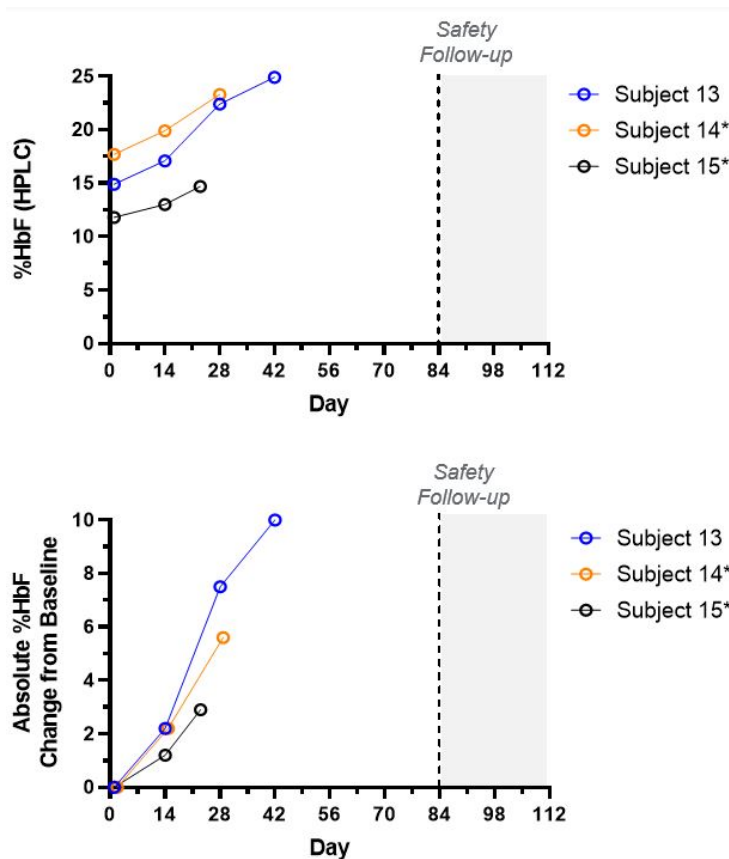 Safety
Follow-up
25
20
15
10
5
0
%HbF (HPLC)
0 14 28 42 56 70 84 98 112
Day
Subject 13
Subject 14*
Subject 15*
Safety
Follow-up
10
8
6
4
2
0
Absolute %HbF
Change from Baseline
0 14 28 42 56 70 84 98 112
Day
Subject 13
Subject 14*
Subject 15*